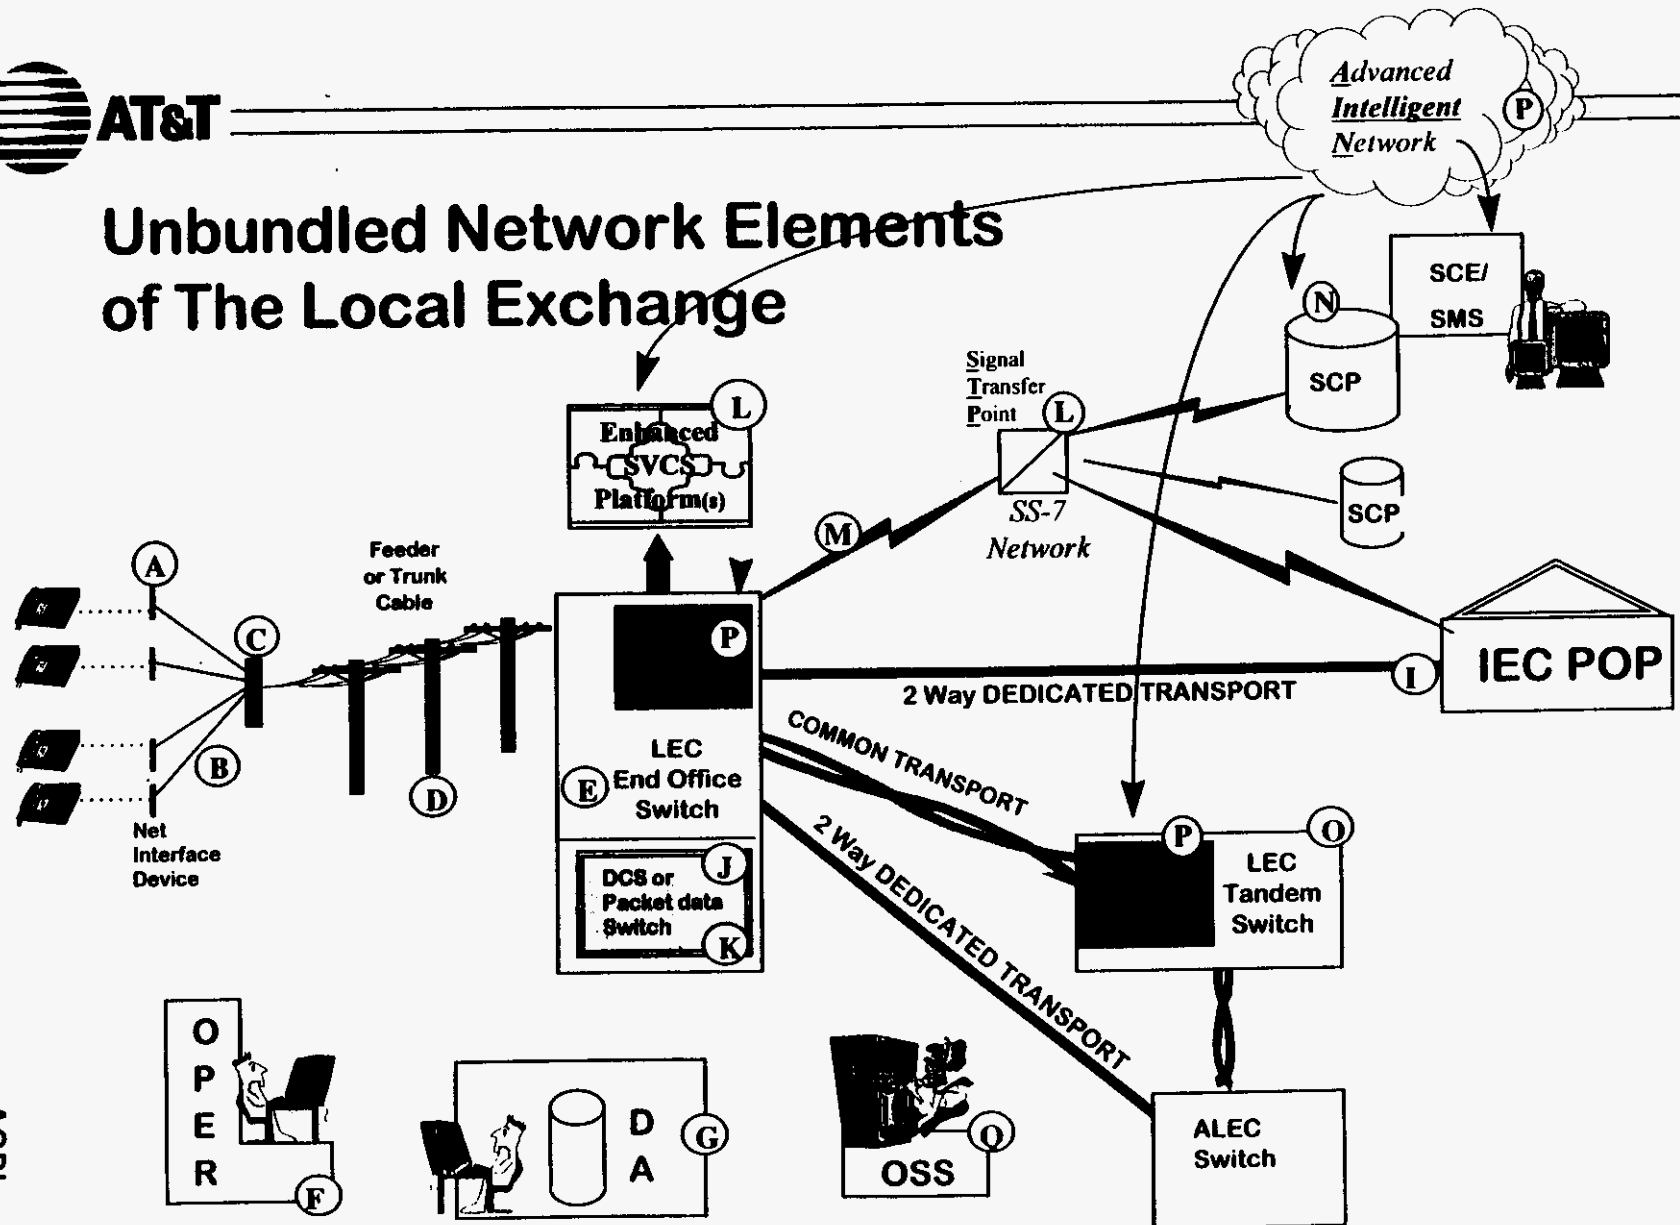 AT&T
Advanced
Intelligent
Network
P
Unbundled Network Elements
of The Local Exchange
SCE/
SMS
N
SCP
Signal
Transfer
Point
L
SS-7
Network
SCP
L
Enhanced
SVCS
Platform(s)
M
A
Feeder
or Trunk
Cable
C
B
D
Net
Interface
Device
P
LEC
End Office
Switch
E
J
DCS or
Packet data
Switch
K
I
IEC POP
2 Way DEDICATED TRANSPORT
COMMON TRANSPORT
2 Way DEDICATED TRANSPORT
P
O
LEC
Tandem
Switch
OPER
F
DA
G
Q
OSS
ALEC
Switch